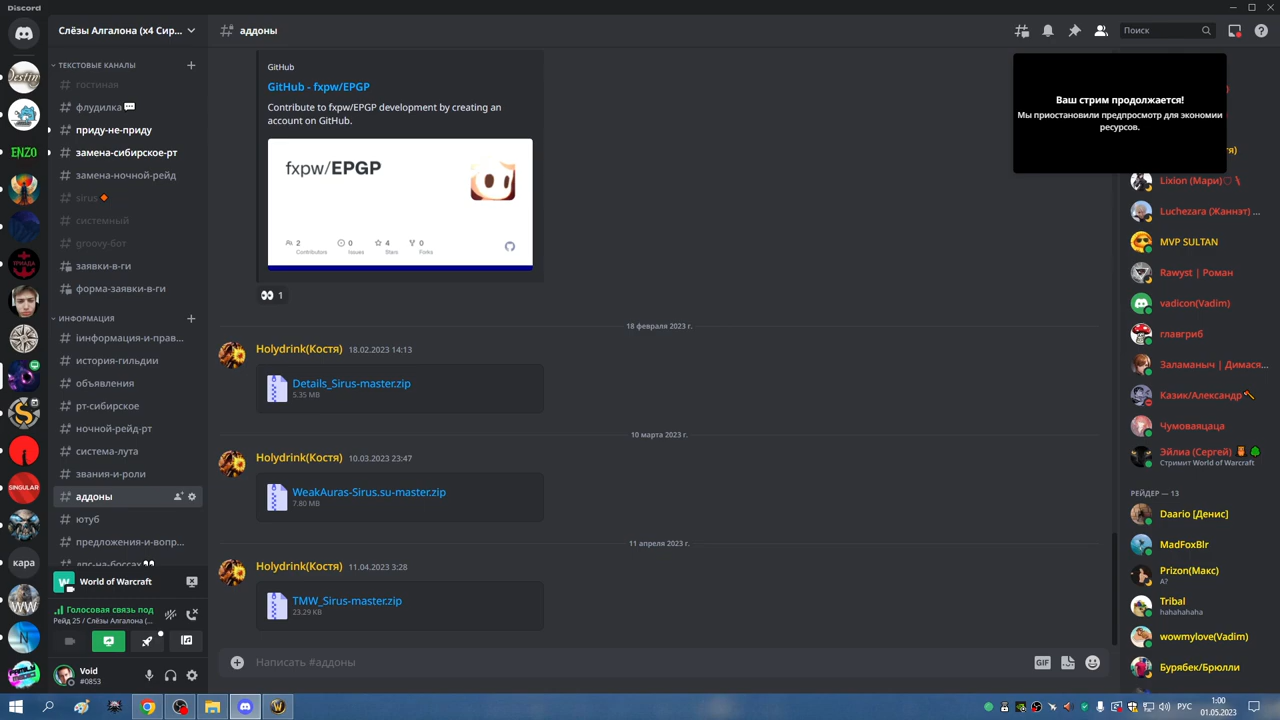 Discord
Слёзы Алгалона (x4 Сир...
аддоны
Поиск
ТЕКСТОВЫЕ КАНАЛЫ
гостиная
флудилка💬
приду-не-приду
замена-сибирское-рт
замена-ночной-рейд
sirus🔸
системный
groovy-бот
заявки-в-ги
форма-заявки-в-ги
ИНФОРМАЦИЯ
информация-и-прав...
история-гильдии
объявления
рт-сибирское
ночной-рейд-рт
система-лута
звания-и-роли
аддоны
ютуб
предложения-и-вопр...
лпс-на-боссах👀
Destiny
ENZO
ПРИАДА
SINGULAR
кара
WW
N
World of Warcraft
Голосовая связь под
Рейд 25 / Слёзы Алгалона (...
Void
#0853
GitHub
GitHub - fxpw/EPGP
Contribute to fxpw/EPGP development by creating an
account on GitHub.
fxpw/EPGP
2
Contributors
0
Issues
4
Stars
0
Forks
👀 1
18 февраля 2023 г.
Holydrink(Костя) 18.02.2023 14:13
Details_Sirus-master.zip
5.35 MB
10 марта 2023 г.
Holydrink(Костя) 10.03.2023 23:47
WeakAuras-Sirus.su-master.zip
7.80 MB
11 апреля 2023 г.
Holydrink(Костя) 11.04.2023 3:28
TMW_Sirus-master.zip
23.29 KB
Написать #аддоны
GIF
Ваш стрим продолжается!
Мы приостановили предпросмотр для экономии
ресурсов.
Lixion (Мари)
Luchezara (Жаннэт) ...
MVP SULTAN
Rawyst | Роман
vadicon(Vadim)
главгриб
Заламаныч | Димася...
Казик/Александр🔨
Чумоваяцаца
Эйлиа (Сергей)
Стримит World of Warcraft
РЕЙДЕР — 13
Daario [Денис]
MadFoxBlr
Prizon(Макс)
А?
Tribal
hahahahaha
wowmylove(Vadim)
Бурябек/Брюлли
РУС
1:00
01.05.2023